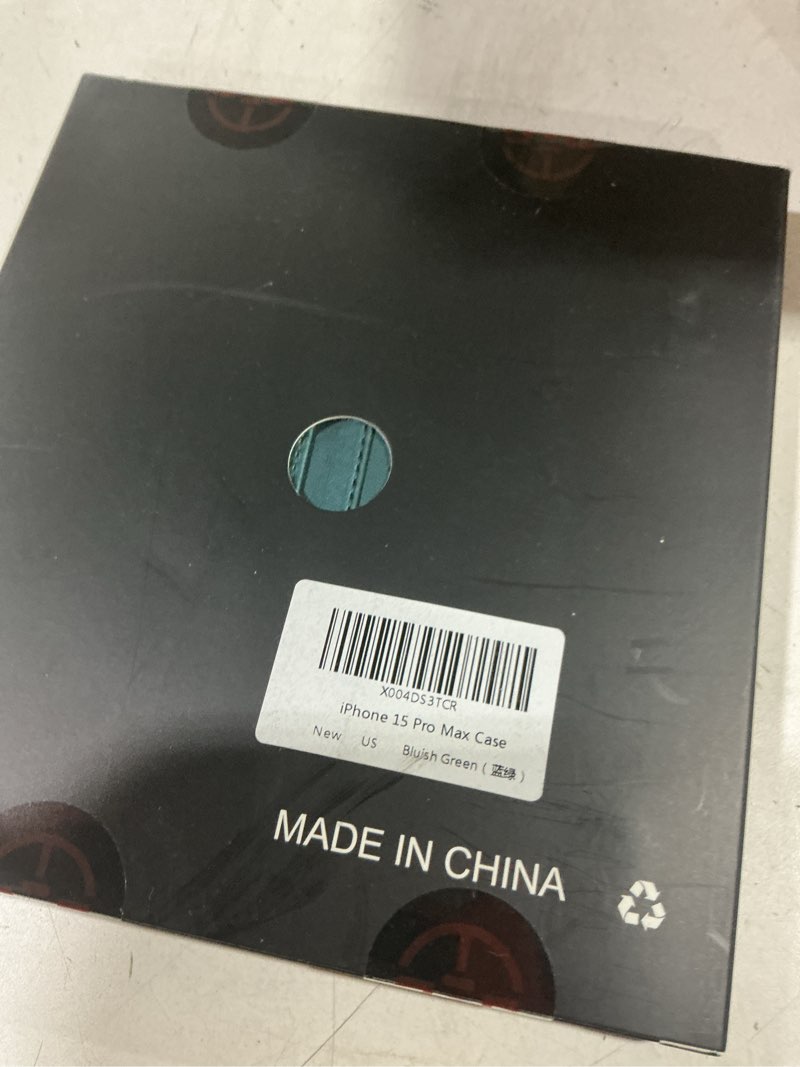 X004DS3TCR
iPhone 15 Pro Max Case
New US Bluish Green ( 蓝绿 )
MADE IN CHINA